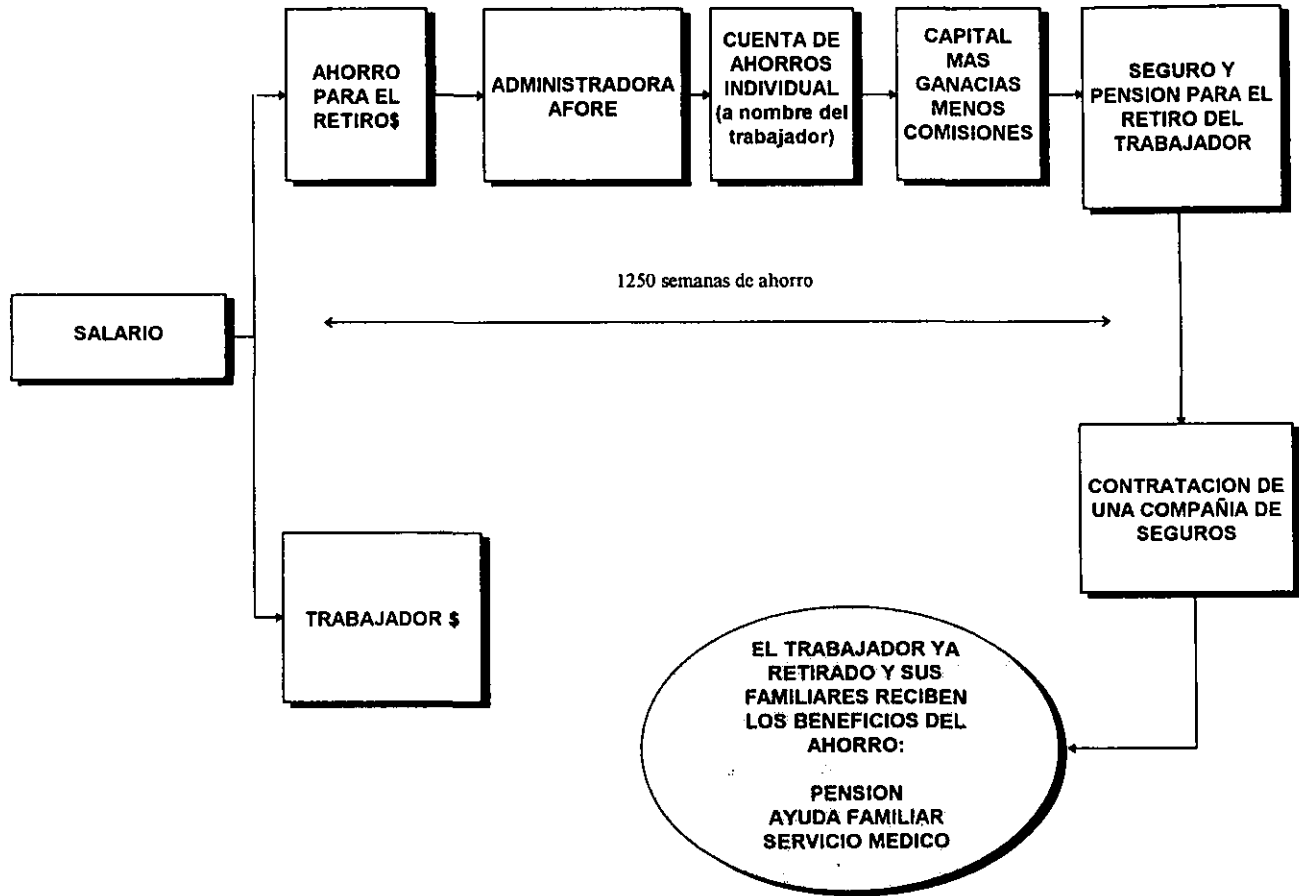 AHORRO
PARA EL
RETIRO$
ADMINISTRADORA
AFORE
CUENTA DE
AHORROS
INDIVIDUAL
(a nombre del
trabajador)
CAPITAL
MAS
GANACIAS
MENOS
COMISIONES
SEGURO Y
PENSION PARA EL
RETIRO DEL
TRABAJADOR
1250 semanas de ahorro
SALARIO
CONTRATACION DE
UNA COMPAÑIA DE
SEGUROS
TRABAJADOR $
EL TRABAJADOR YA
RETIRADO Y SUS
FAMILIARES RECIBEN
LOS BENEFICIOS DEL
AHORRO:
PENSION
AYUDA FAMILIAR
SERVICIO MEDICO